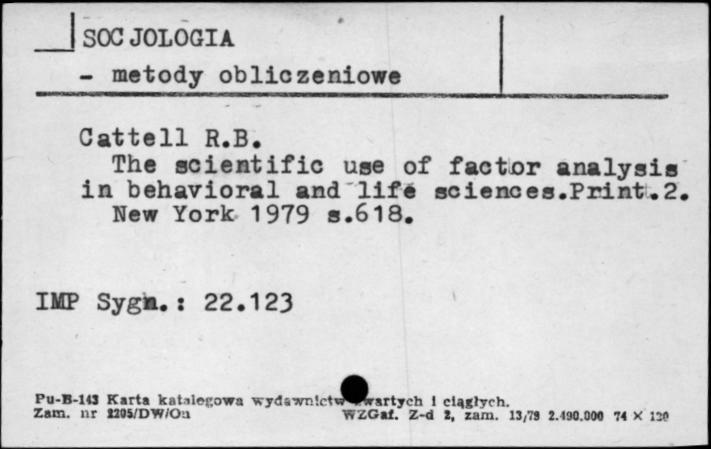 SOCJOLOGIA
- metody obliczeniowe
Cattell R.B.
The scientific use of factor analysis
in behavioral and life sciences.Print.2.
New York 1979 s.618.
IMP Sygn.: 22.123
Pu-B-143 Karta katalogowa wydawnictw zwartych i ciągłych.
Zam. nr 2205/DW/Oa WZGaf. Z-d 2, zam. 13,79 2.490.000 74 X 120